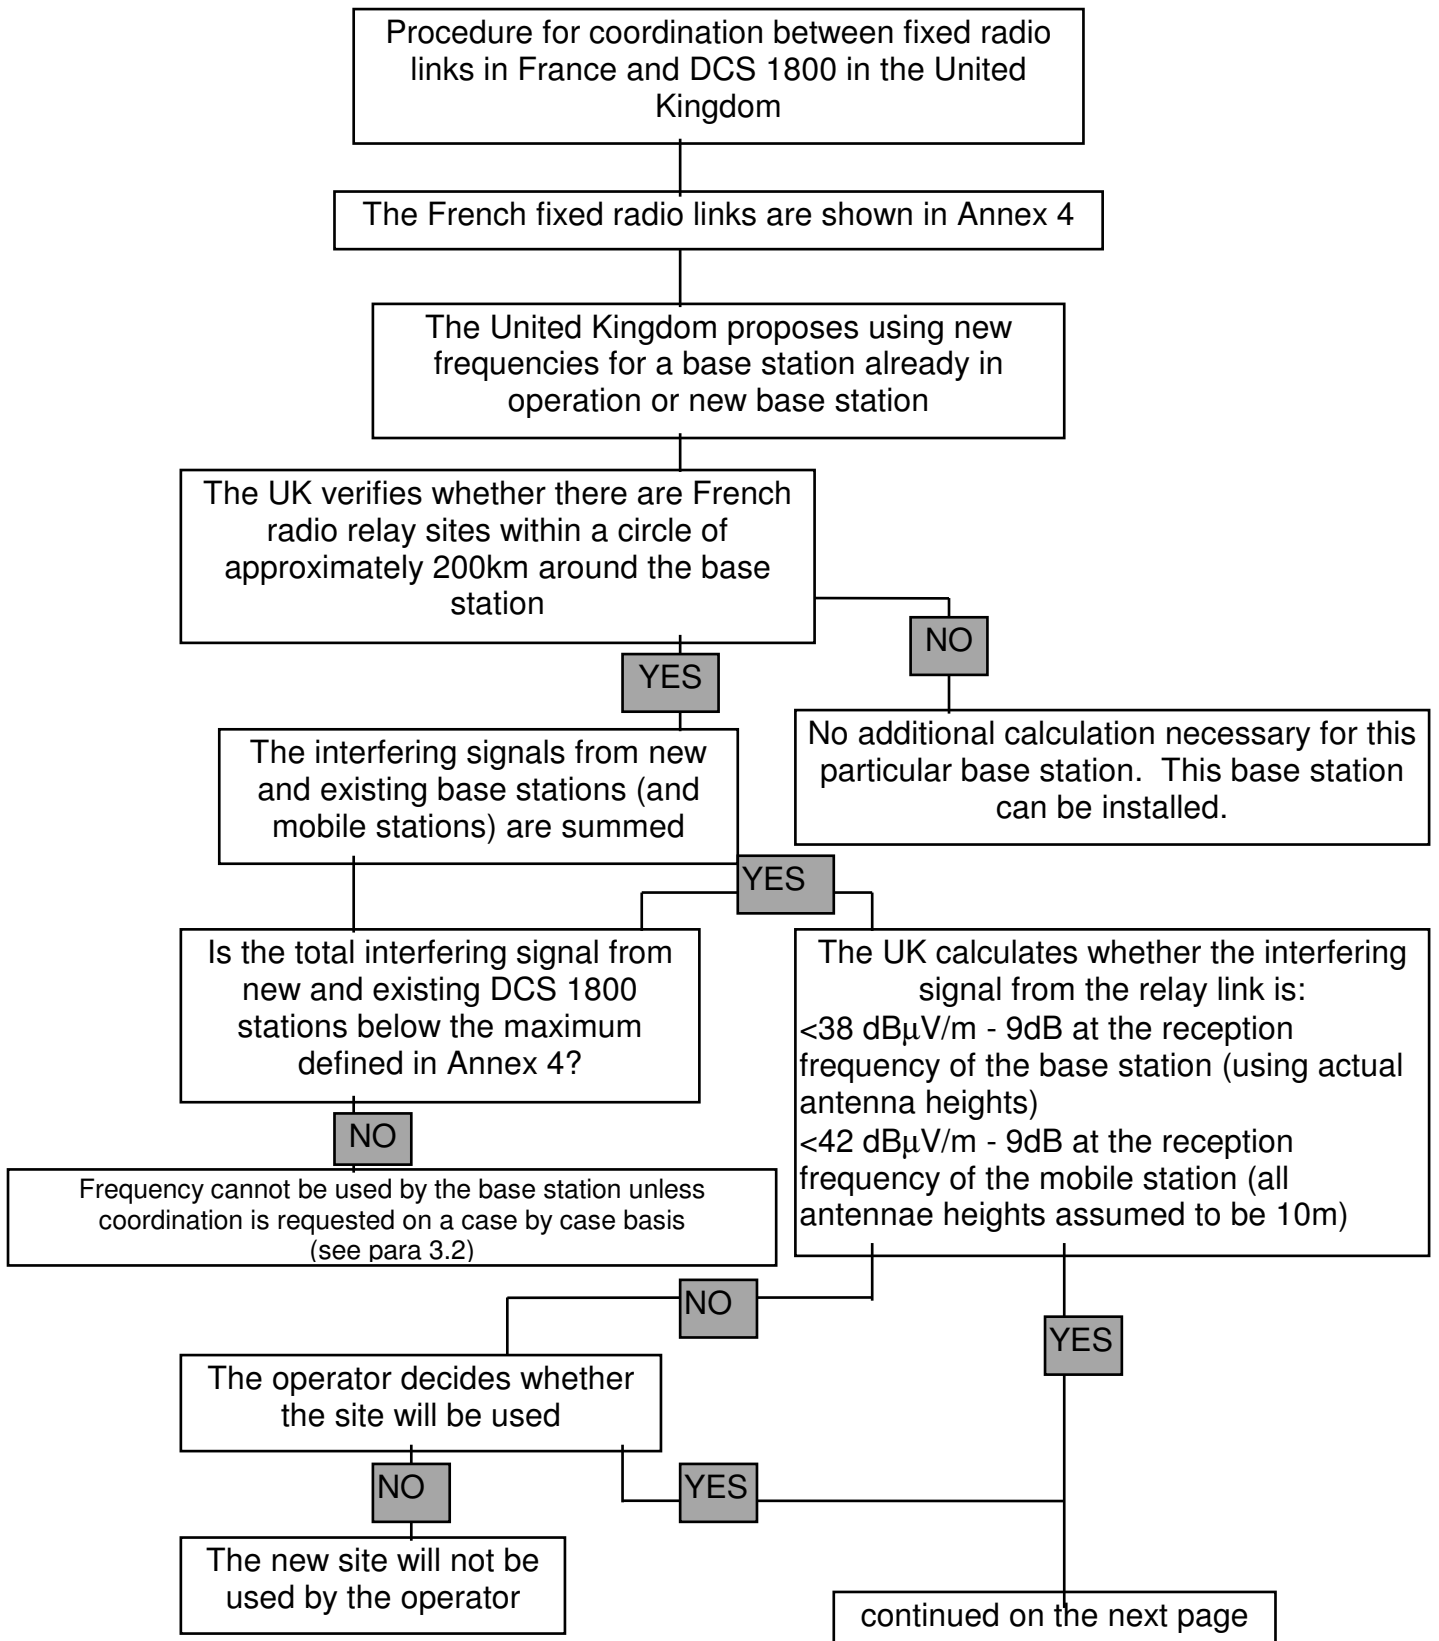 Procedure for coordination between fixed radio
links in France and DCS 1800 in the United
Kingdom
The French fixed radio links are shown in Annex 4
The United Kingdom proposes using new
frequencies for a base station already in
operation or new base station
The UK verifies whether there are French
radio relay sites within a circle of
approximately 200km around the base
station
NO
YES
No additional calculation necessary for this
particular base station.  This base station
can be installed.
The interfering signals from new
and existing base stations (and
mobile stations) are summed
YES
Is the total interfering signal from
new and existing DCS 1800
stations below the maximum
defined in Annex 4?
The UK calculates whether the interfering
signal from the relay link is:
<38 dBμV/m - 9dB at the reception
frequency of the base station (using actual
antenna heights)
<42 dBμV/m - 9dB at the reception
frequency of the mobile station (all
antennae heights assumed to be 10m)
NO
Frequency cannot be used by the base station unless
coordination is requested on a case by case basis
(see para 3.2)
NO
YES
The operator decides whether
the site will be used
NO
YES
The new site will not be
used by the operator
continued on the next page